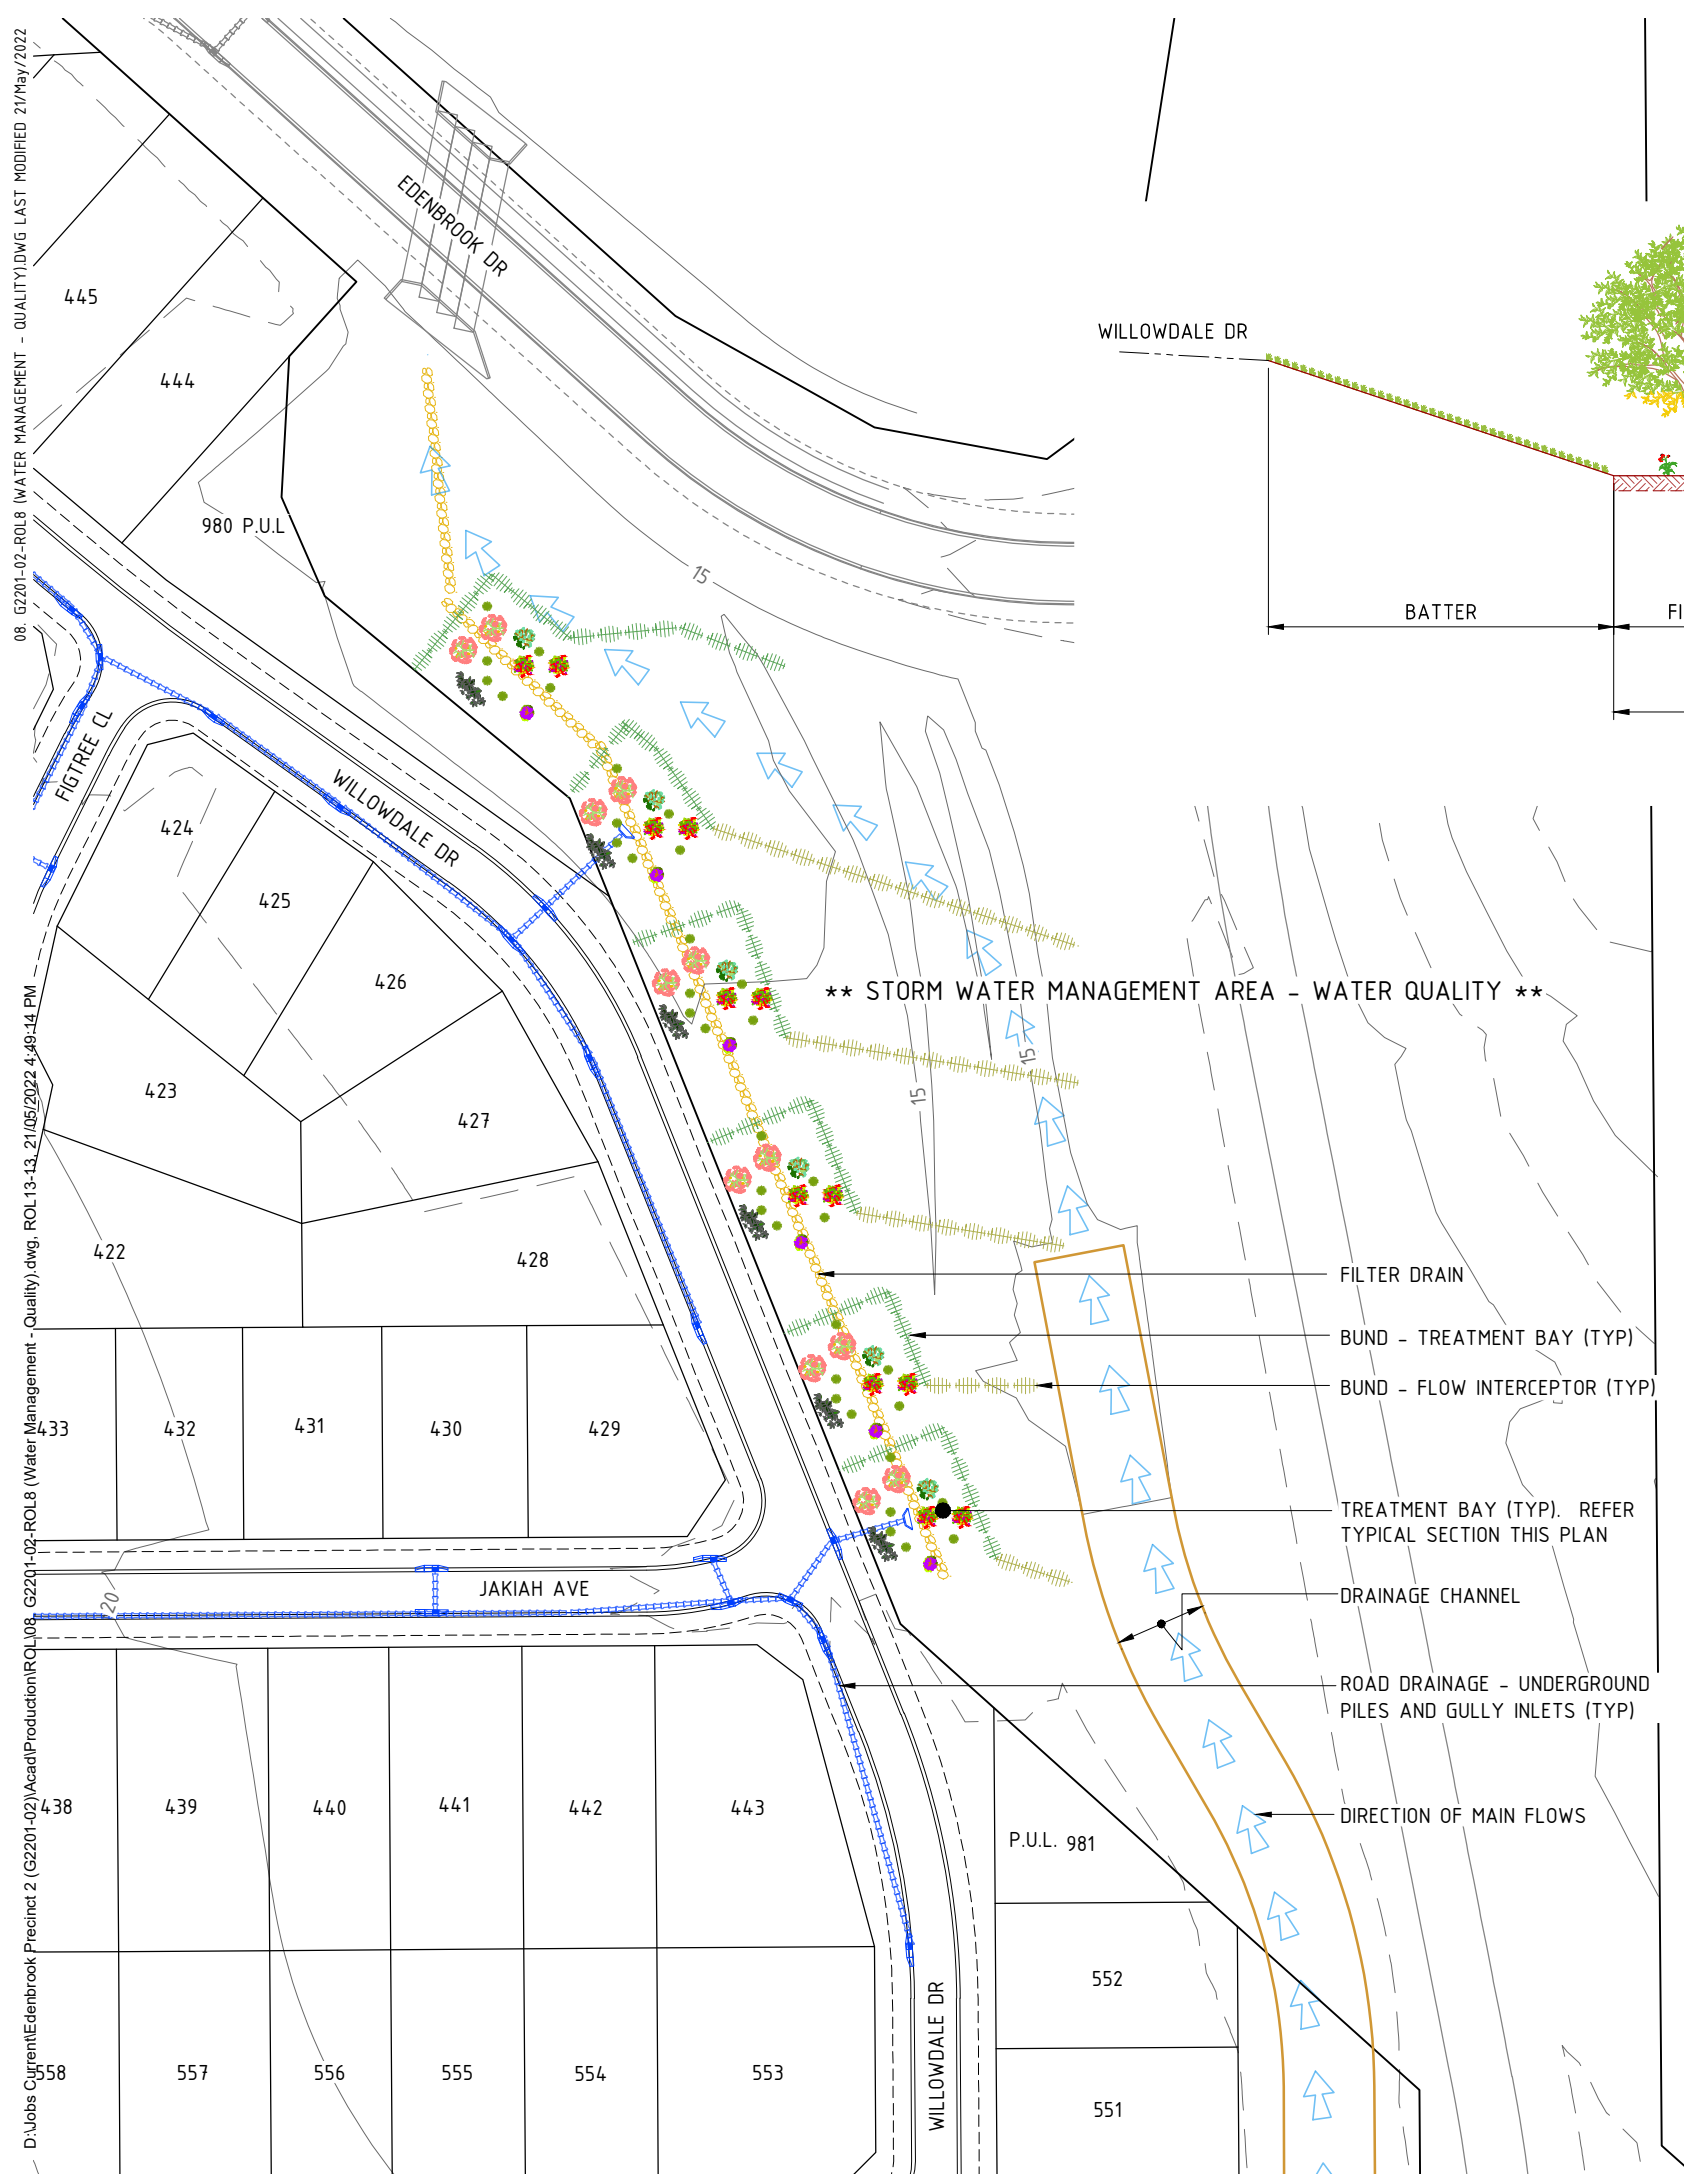 08. G2201-02-ROL8 (WATER MANAGEMENT - QUALITY).DWG LAST MODIFIED 21/May/2022
D:\Jobs Current\Edenbrook Precinct 2 (G2201-02)\Acad\Production\ROL\08. G2201-02-ROL8 (Water Management - Quality).dwg, ROL13-13, 21/05/2022 4:49:14 PM
EDENBROOK DR
445
444
WILLOWDALE DR
980 P.U.L
15
BATTER
FI
FIGTREE CL
WILLOWDALE DR
424
425
426
** STORM WATER MANAGEMENT AREA - WATER QUALITY **
15
15
423
427
422
428
FILTER DRAIN
BUND - TREATMENT BAY (TYP)
BUND - FLOW INTERCEPTOR (TYP)
433
432
431
430
429
TREATMENT BAY (TYP). REFER
TYPICAL SECTION THIS PLAN
JAKIAH AVE
20
DRAINAGE CHANNEL
ROAD DRAINAGE - UNDERGROUND
PILES AND GULLY INLETS (TYP)
438
439
440
441
442
443
DIRECTION OF MAIN FLOWS
P.U.L. 981
552
WILLOWDALE DR
558
557
556
555
554
553
551